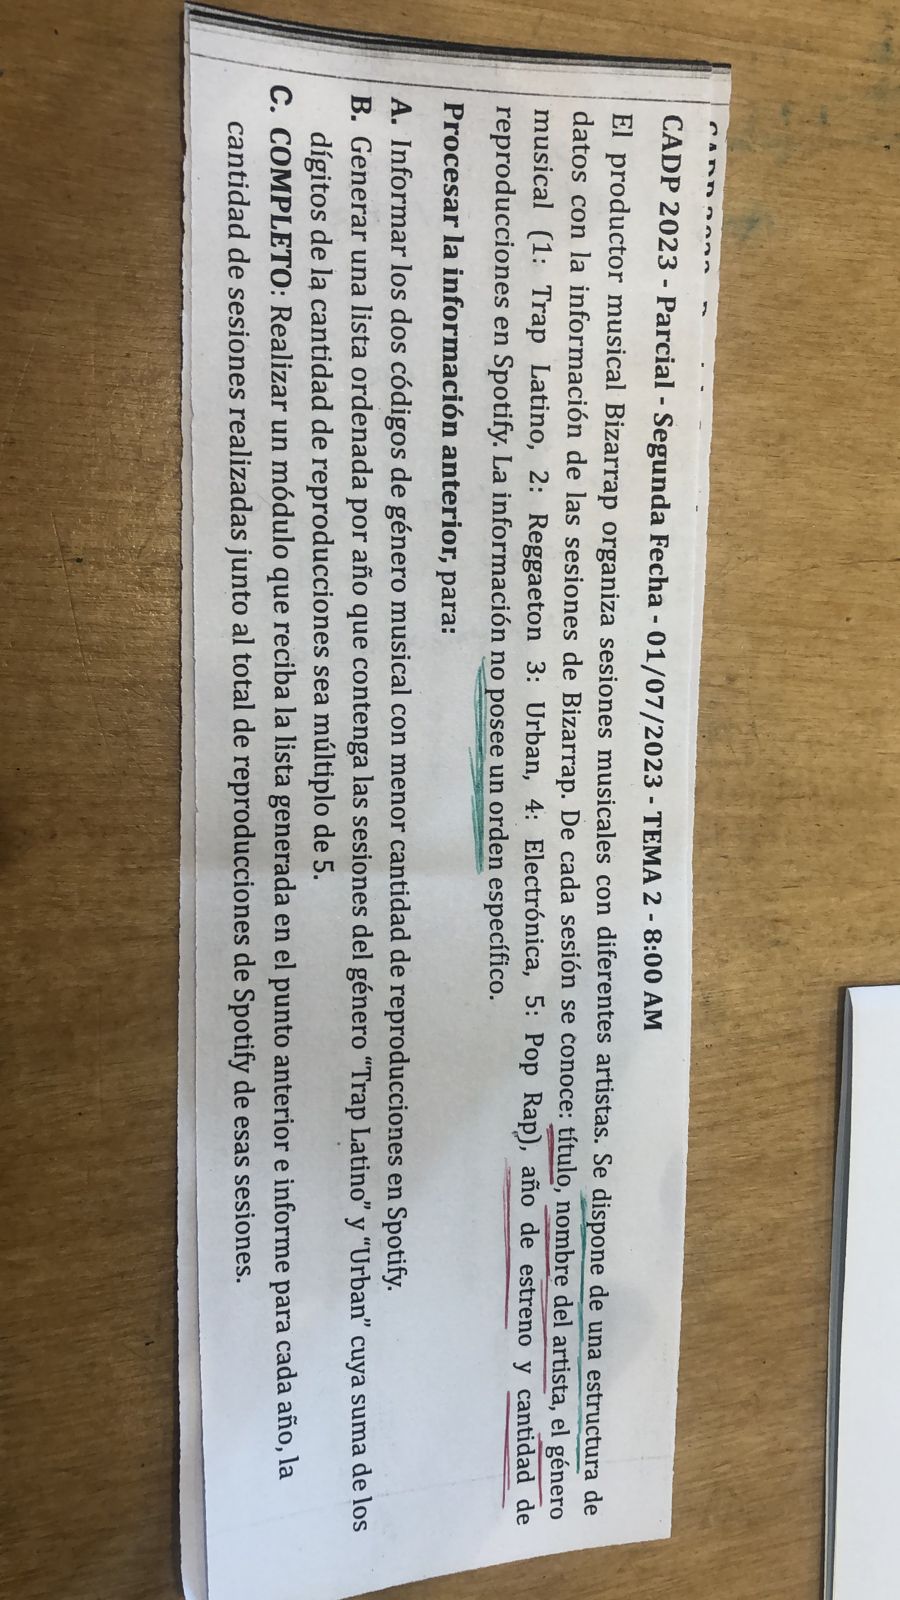 CADP 2023 - Parcial - Segunda Fecha - 01/07/2023 - TEMA 2 - 8:00 AM
El productor musical Bizarrap organiza sesiones musicales con diferentes artistas. Se dispone de una estructura de
datos con la información de las sesiones de Bizarrap. De cada sesión se conoce: título, nombre del artista, el género
musical (1: Trap Latino, 2: Reggaeton 3: Urban, 4: Electrónica, 5: Pop Rap), año de estreno y cantidad de
reproducciones en Spotify. La información no posee un orden específico.
Procesar la información anterior, para:
A. Informar los dos códigos de género musical con menor cantidad de reproducciones en Spotify.
B. Generar una lista ordenada por año que contenga las sesiones del género “Trap Latino” y “Urban” cuya suma de los
dígitos de la cantidad de reproducciones sea múltiplo de 5.
C. COMPLETO: Realizar un módulo que reciba la lista generada en el punto anterior e informe para cada año, la
cantidad de sesiones realizadas junto al total de reproducciones de Spotify de esas sesiones.